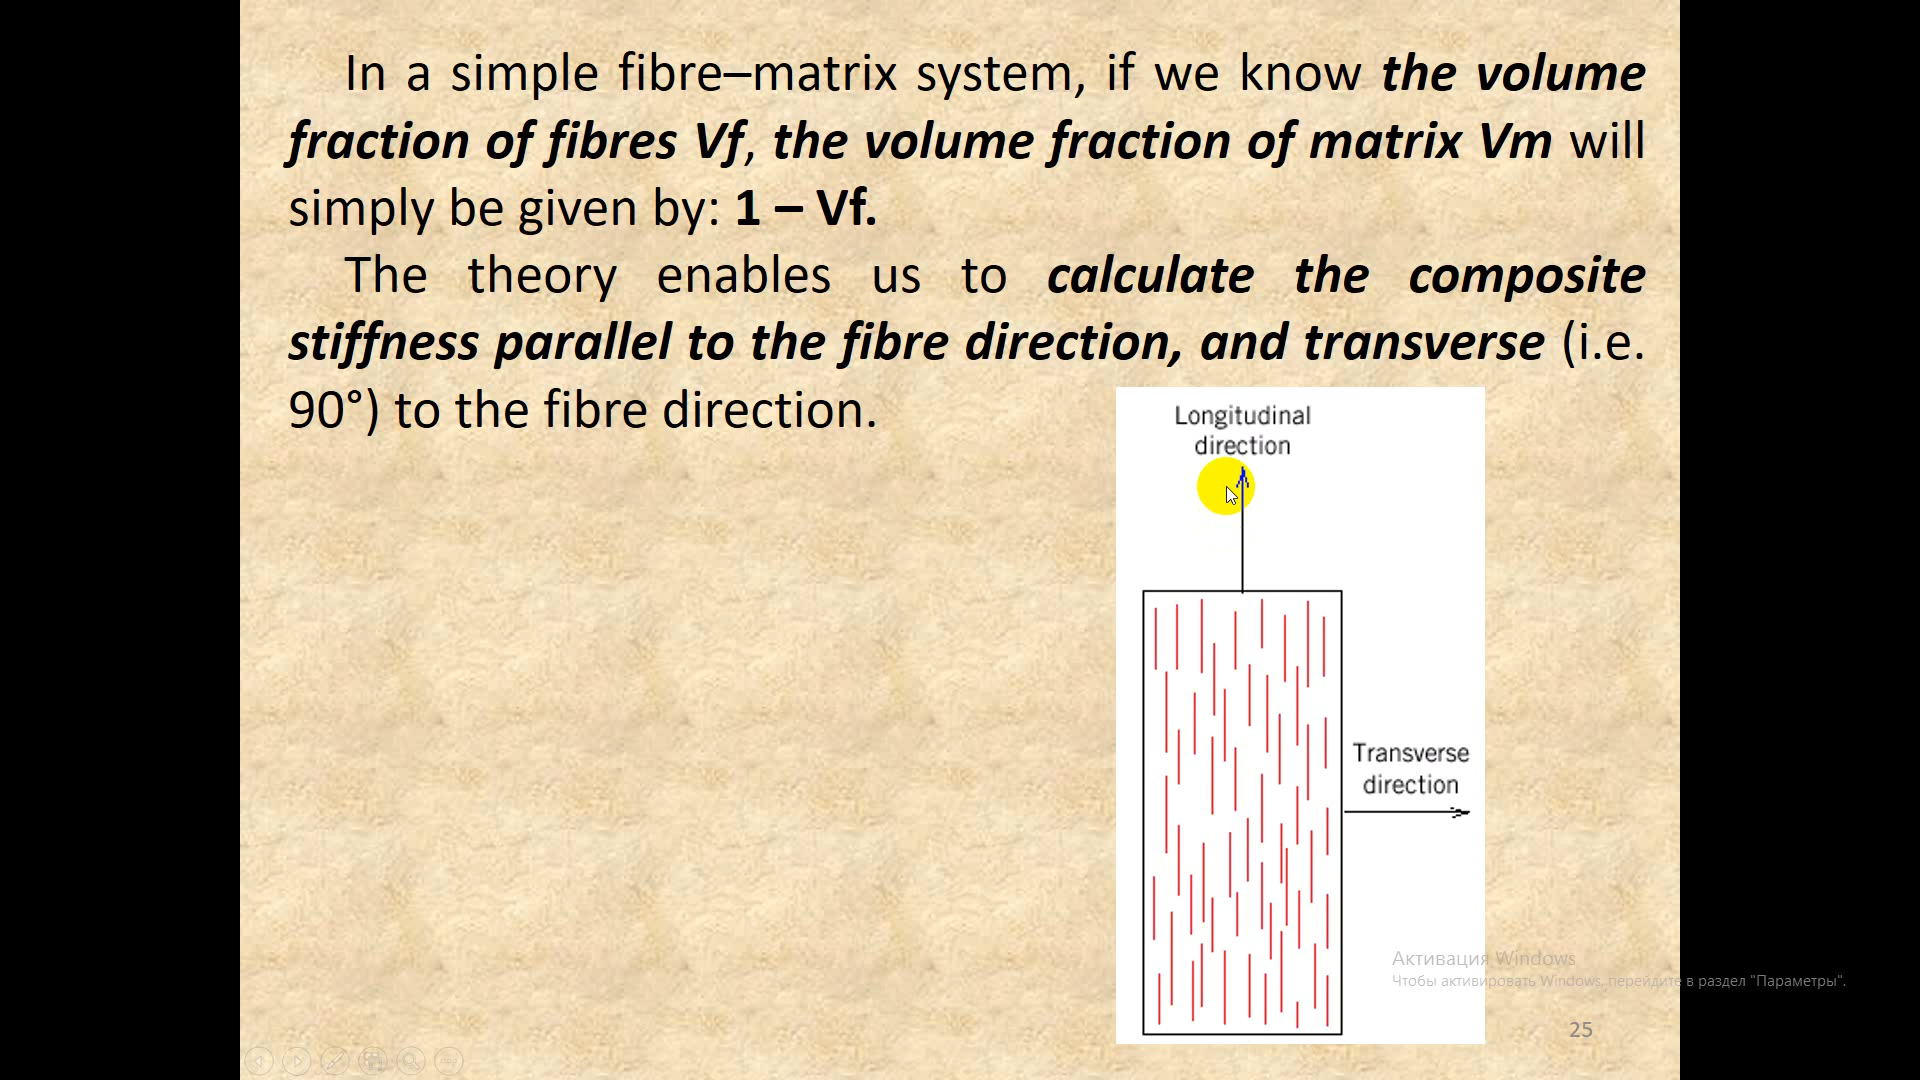 In a simple fibre–matrix system, if we know the volume
fraction of fibres Vf, the volume fraction of matrix Vm will
simply be given by: 1 – Vf.
The theory enables us to calculate the composite
stiffness parallel to the fibre direction, and transverse (i.e.
90°) to the fibre direction.
Longitudinal
direction
Transverse
direction
Активация Windows
Чтобы активировать Windows, перейдите в раздел "Параметры".
25